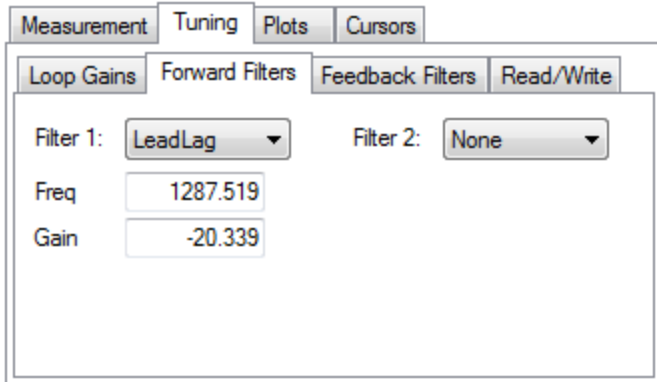 Measurement Tuning Plots Cursors
Loop Gains Forward Filters Feedback Filters Read/Write
Filter 1: LeadLag Filter 2: None
Freq 1287.519
Gain -20.339